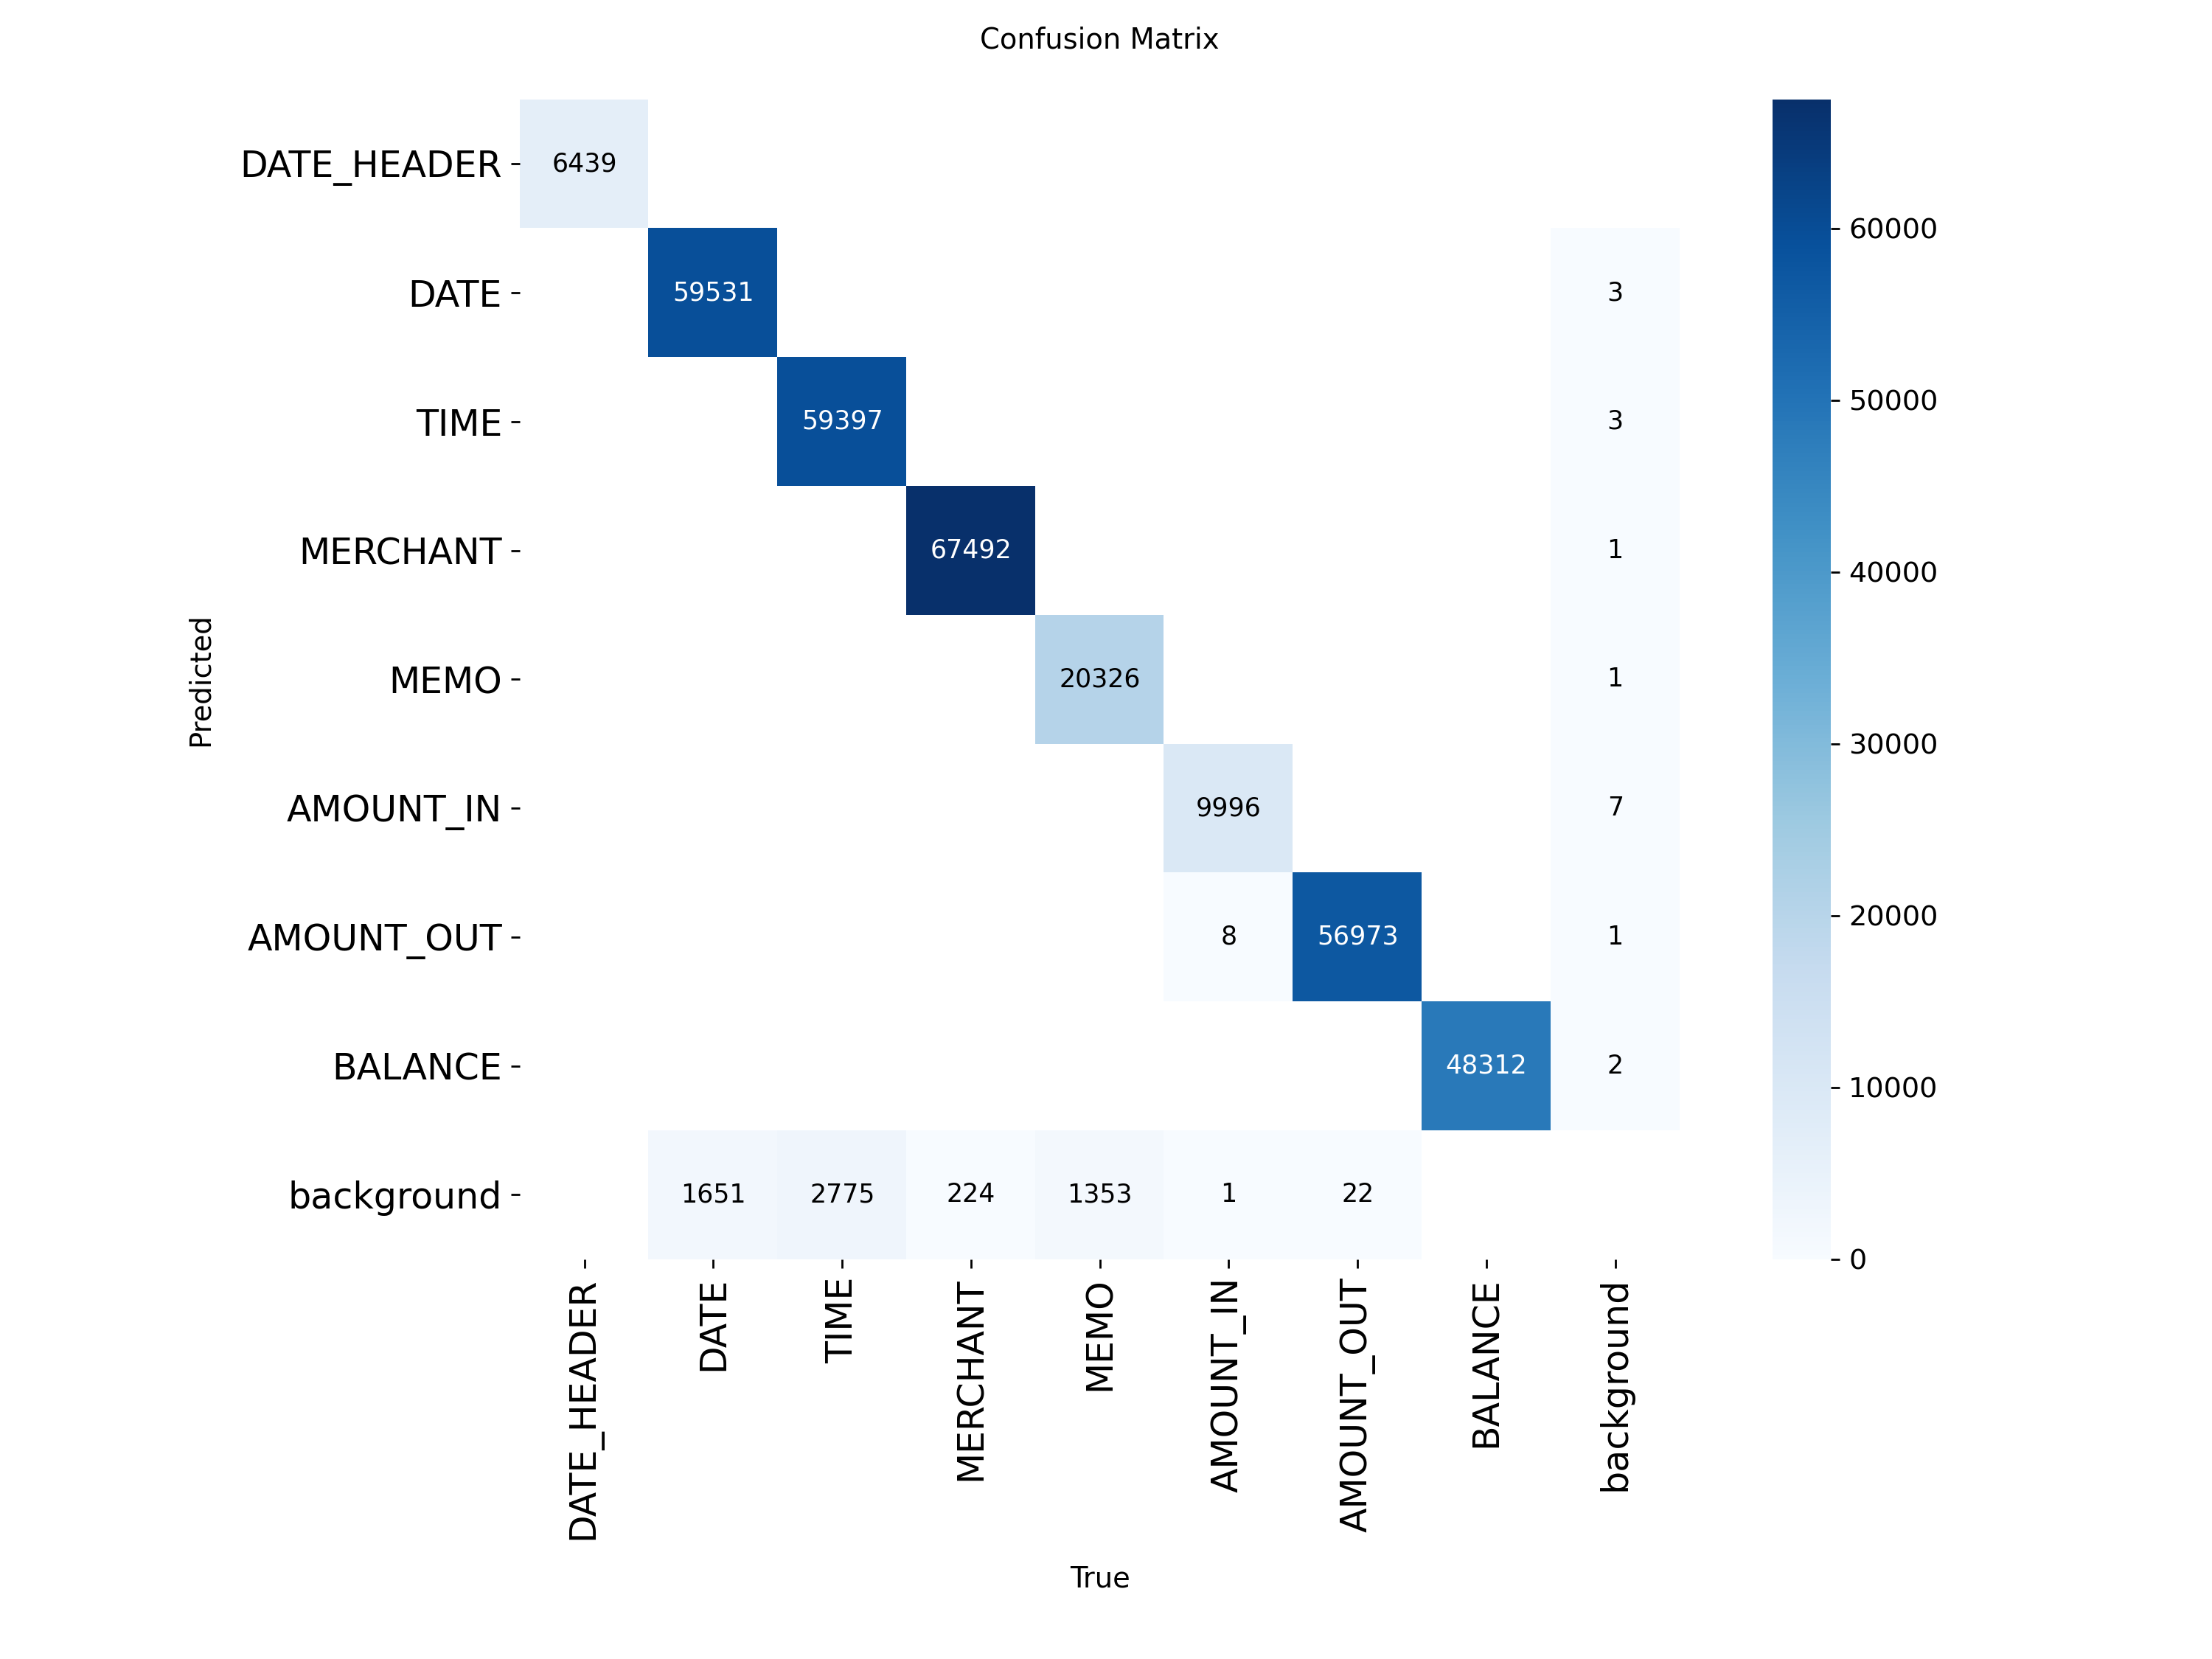 Confusion Matrix
DATE_HEADER 6439
DATE 59531 3
TIME 59397 3
MERCHANT 67492 1
MEMO 20326 1
AMOUNT_IN 9996 7
AMOUNT_OUT 8 56973 1
BALANCE 48312 2
background 1651 2775 224 1353 1 22
Predicted
DATE_HEADER DATE TIME MERCHANT MEMO AMOUNT_IN AMOUNT_OUT BALANCE background
True
60000
50000
40000
30000
20000
10000
0